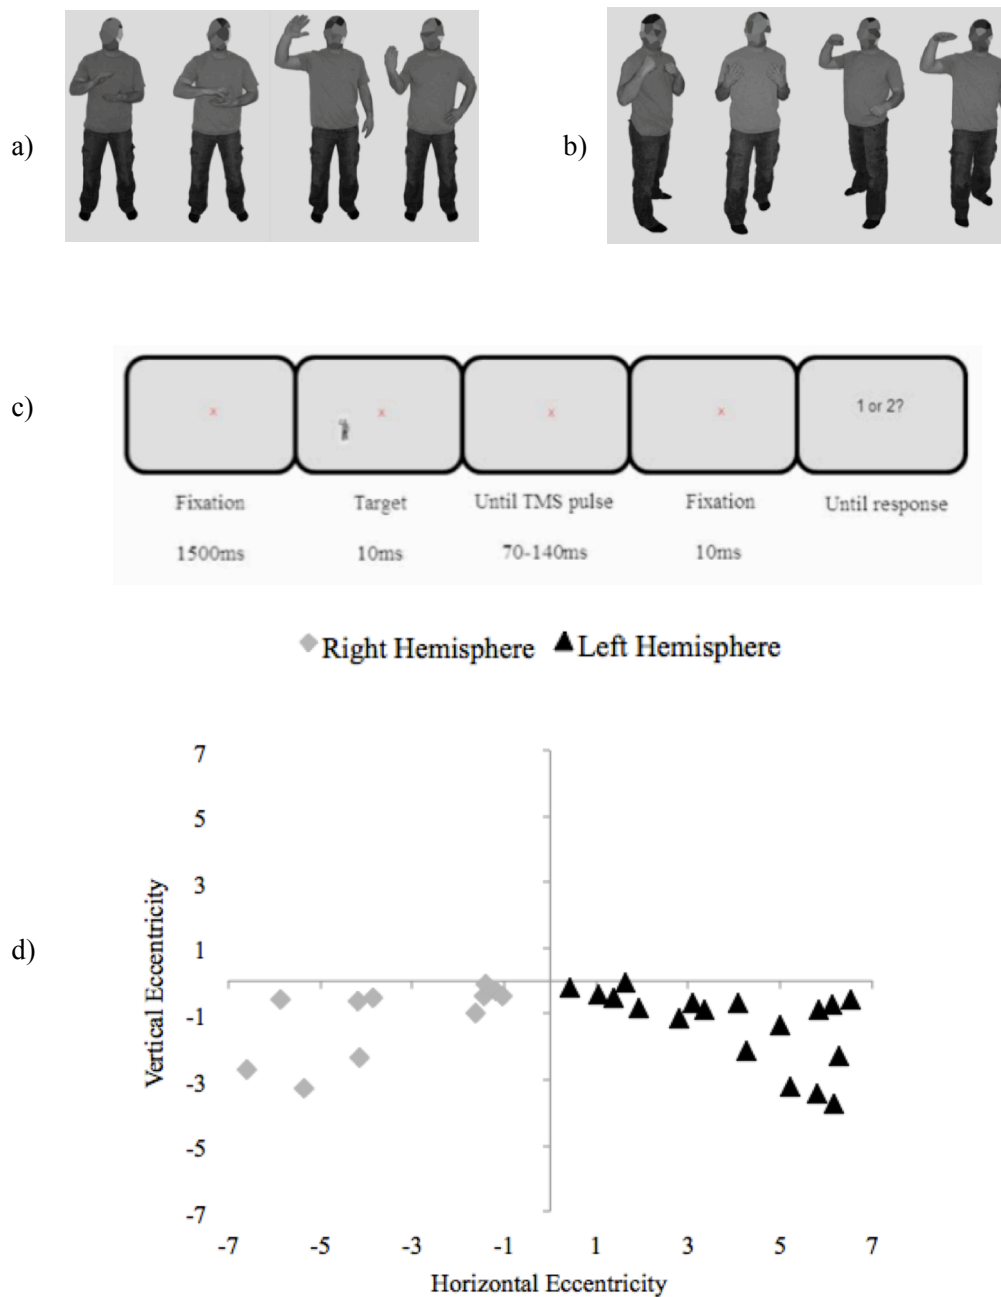 a)
b)
c)
x
x
x
x
1 or 2?
Fixation
Target
Until TMS pulse
Fixation
Until response
1500ms
10ms
70-140ms
10ms
Right Hemisphere
Left Hemisphere
d)
Vertical Eccentricity
7
5
3
1
-1
-3
-5
-7
-7
-5
-3
-1
1
3
5
7
Horizontal Eccentricity